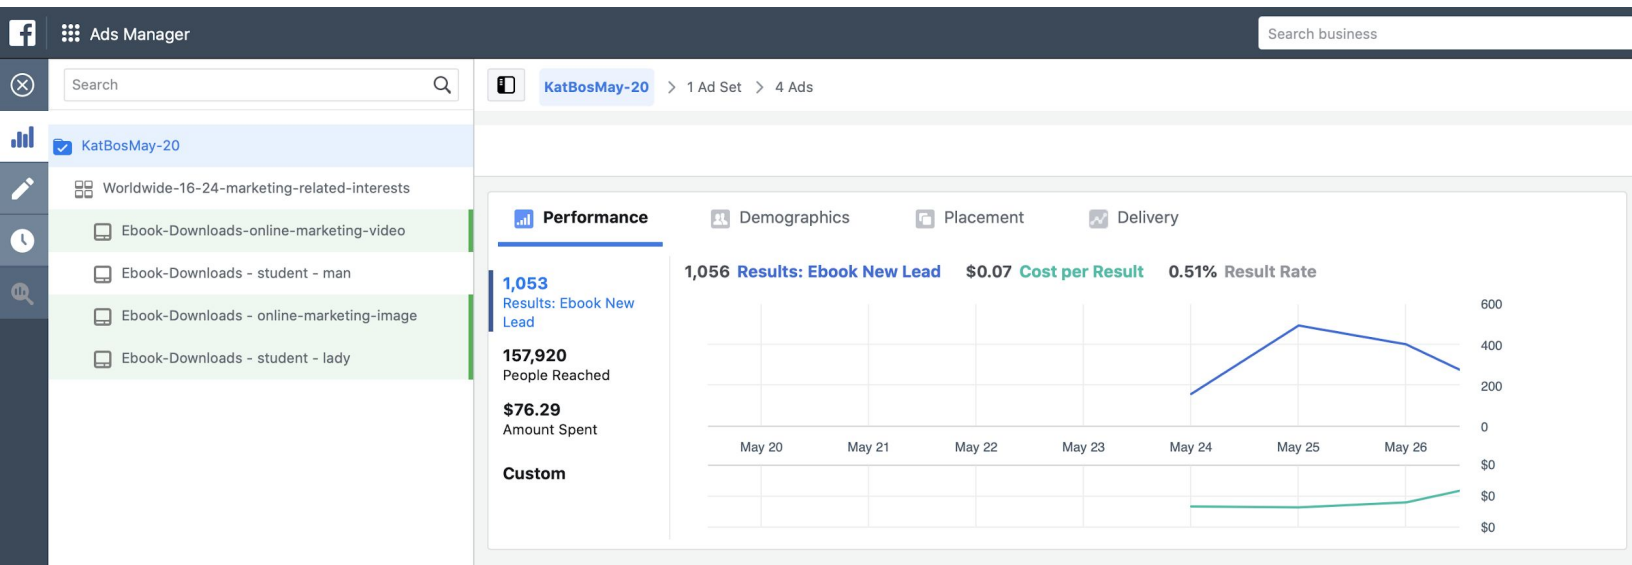 Ads Manager
Search business
Search
KatBosMay-20 > 1 Ad Set > 4 Ads
KatBosMay-20
Worldwide-16-24-marketing-related-interests
Ebook-Downloads-online-marketing-video
Ebook-Downloads - student - man
Ebook-Downloads - online-marketing-image
Ebook-Downloads - student - lady
Performance
Demographics
Placement
Delivery
1,053
Results: Ebook New
Lead
157,920
People Reached
$76.29
Amount Spent
Custom
1,056 Results: Ebook New Lead $0.07 Cost per Result 0.51% Result Rate
600
400
200
0
May 20 May 21 May 22 May 23 May 24 May 25 May 26
$0
$0
$0